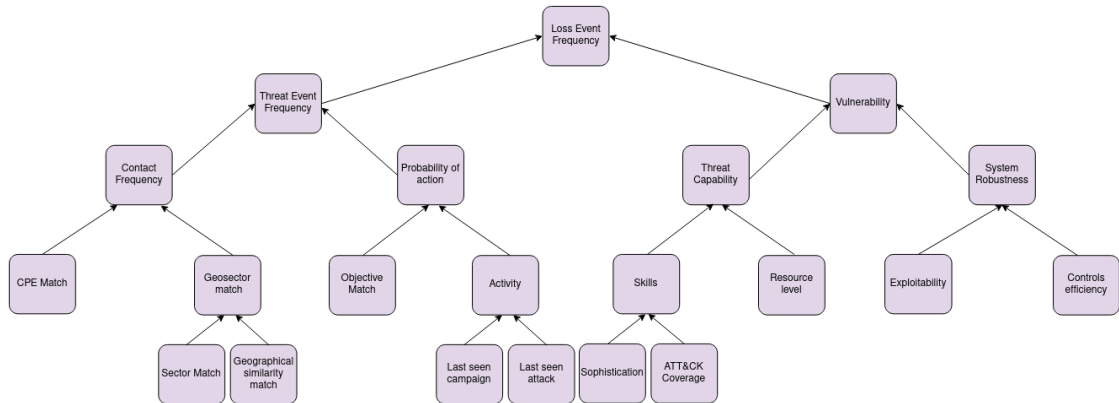 Loss Event
Frequency
Threat Event
Frequency
Vulnerability
Contact
Frequency
Probability of
action
Threat
Capability
System
Robustness
CPE Match
Geosector
match
Objective
Match
Activity
Skills
Resource
level
Exploitability
Controls
efficiency
Sector Match
Geographical
similarity
match
Last seen
campaign
Last seen
attack
Sophistication
ATT&CK
Coverage